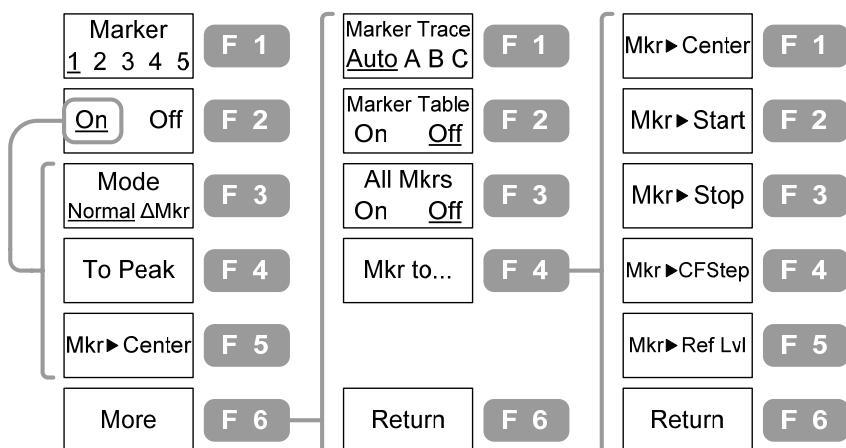 Marker
1 2 3 4 5
F 1
On Off
F 2
Mode
Normal ΔMkr
F 3
To Peak
F 4
Mkr▶Center
F 5
More
F 6
Marker Trace
Auto A B C
F 1
Marker Table
On Off
F 2
All Mkrs
On Off
F 3
Mkr to...
F 4
Return
F 6
Mkr▶Center
F 1
Mkr▶Start
F 2
Mkr▶Stop
F 3
Mkr▶CFStep
F 4
Mkr▶Ref Lvl
F 5
Return
F 6